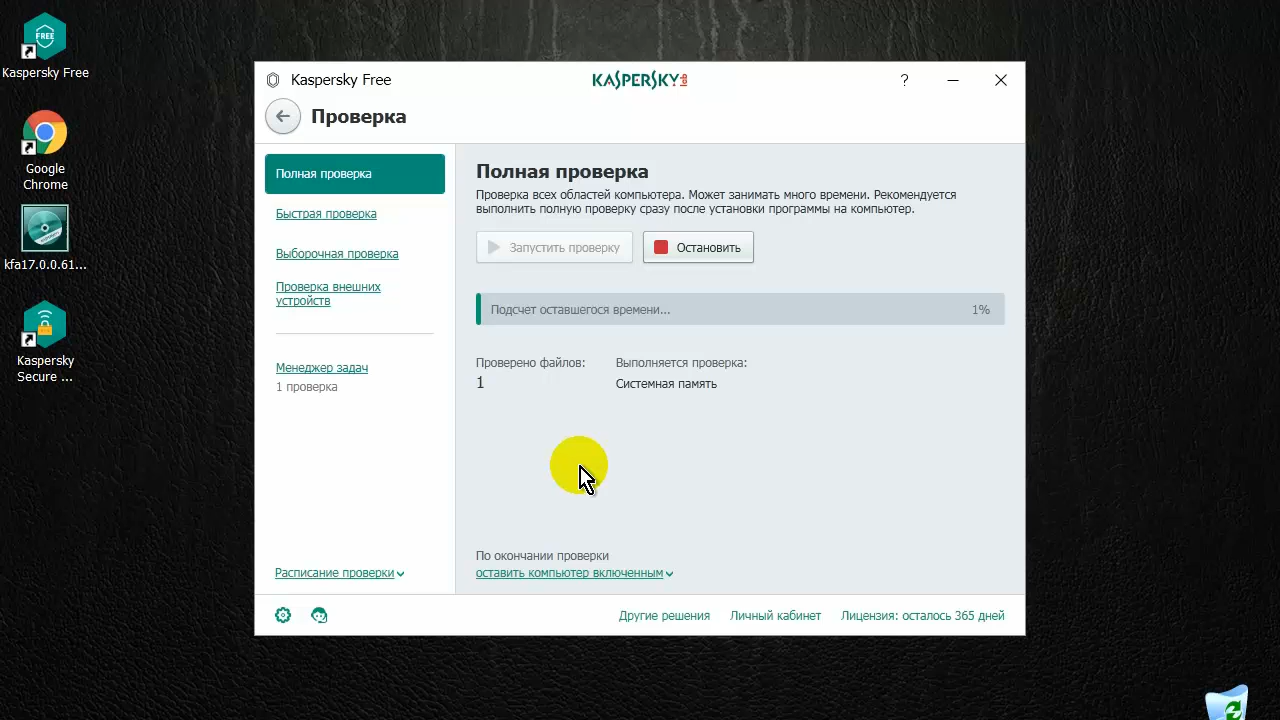 FREE
Kaspersky Free
Google
Chrome
kfa17.0.0.61...
Kaspersky
Secure ...
Kaspersky Free
KASPERSKY lab
?
Проверка
Полная проверка
Быстрая проверка
Выборочная проверка
Проверка внешних
устройств
Менеджер задач
1 проверка
Расписание проверки
Полная проверка
Проверка всех областей компьютера. Может занимать много времени. Рекомендуется
выполнить полную проверку сразу после установки программы на компьютер.
Запустить проверку
Остановить
Подсчет оставшегося времени... 1%
Проверено файлов: Выполняется проверка:
1 Системная память
По окончании проверки
оставить компьютер включенным
Другие решения Личный кабинет Лицензия: осталось 365 дней